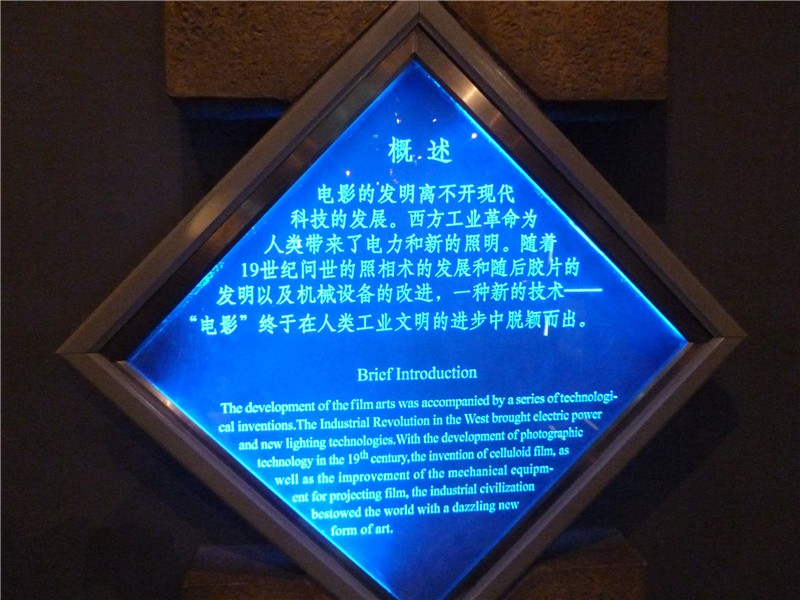 概 述
电影的发明离不开现代
科技的发展。西方工业革命为
人类带来了电力和新的照明。随着
19世纪问世的照相术的发展和随后胶片的
发明以及机械设备的改进，一种新的技术——
“电影”终于在人类工业文明的进步中脱颖而出。
Brief Introduction
The development of the film arts was accompanied by a series of technologi-
cal inventions.The Industrial Revolution in the West brought electric power
and new lighting technologies.With the development of photographic
technology in the 19th century,the invention of celluloid film, as
well as the improvement of the mechanical equipm-
ent for projecting film, the industrial civilization
bestowed the world with a dazzling new
form of art.